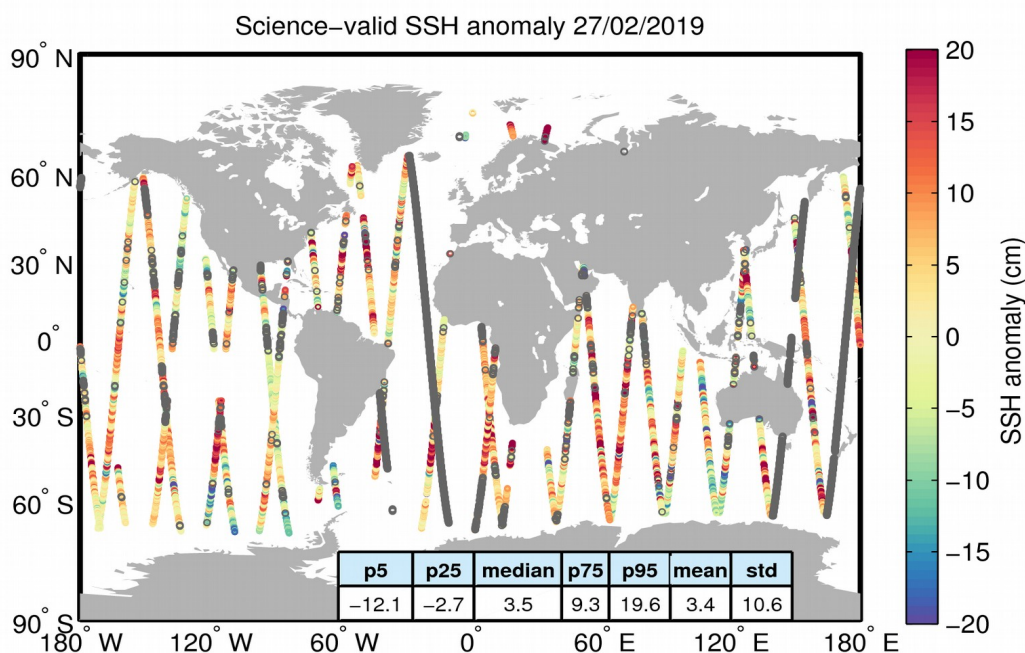 Science−valid SSH anomaly 27/02/2019
90° N
60° N
30° N
0°
30° S
60° S
90° S
180° W
120° W
60° W
0°
60° E
120° E
180° E
p5 p25 median p75 p95 mean std
−12.1 −2.7 3.5 9.3 19.6 3.4 10.6
20
15
10
5
0
−5
−10
−15
−20
SSH anomaly (cm)